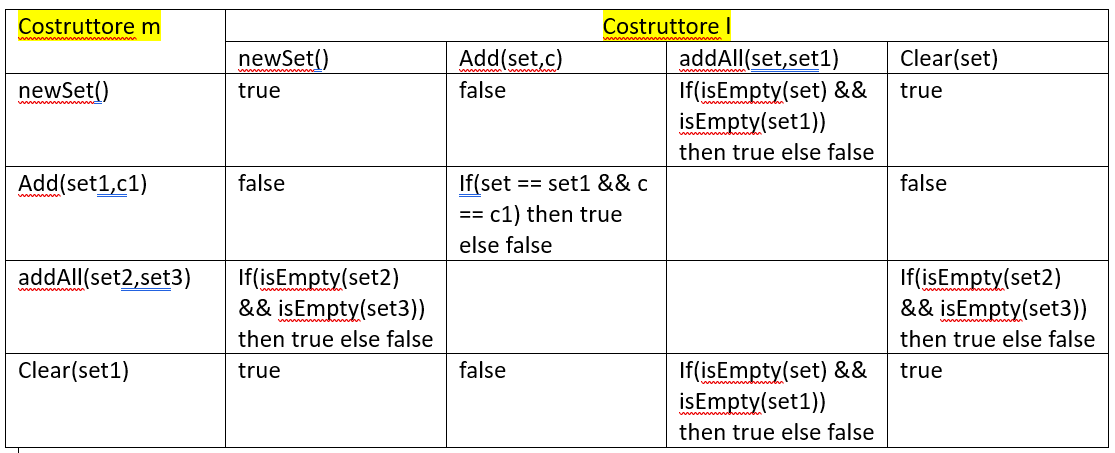 Costruttore m
Costruttore l
newSet()
Add(set,c)
addAll(set,set1)
Clear(set)
newSet()
true
false
If(isEmpty(set) &&
isEmpty(set1))
then true else false
true
Add(set1,c1)
false
If(set == set1 && c
== c1) then true
else false
false
addAll(set2,set3)
If(isEmpty(set2)
&& isEmpty(set3))
then true else false
If(isEmpty(set2)
&& isEmpty(set3))
then true else false
Clear(set1)
true
false
If(isEmpty(set) &&
isEmpty(set1))
then true else false
true